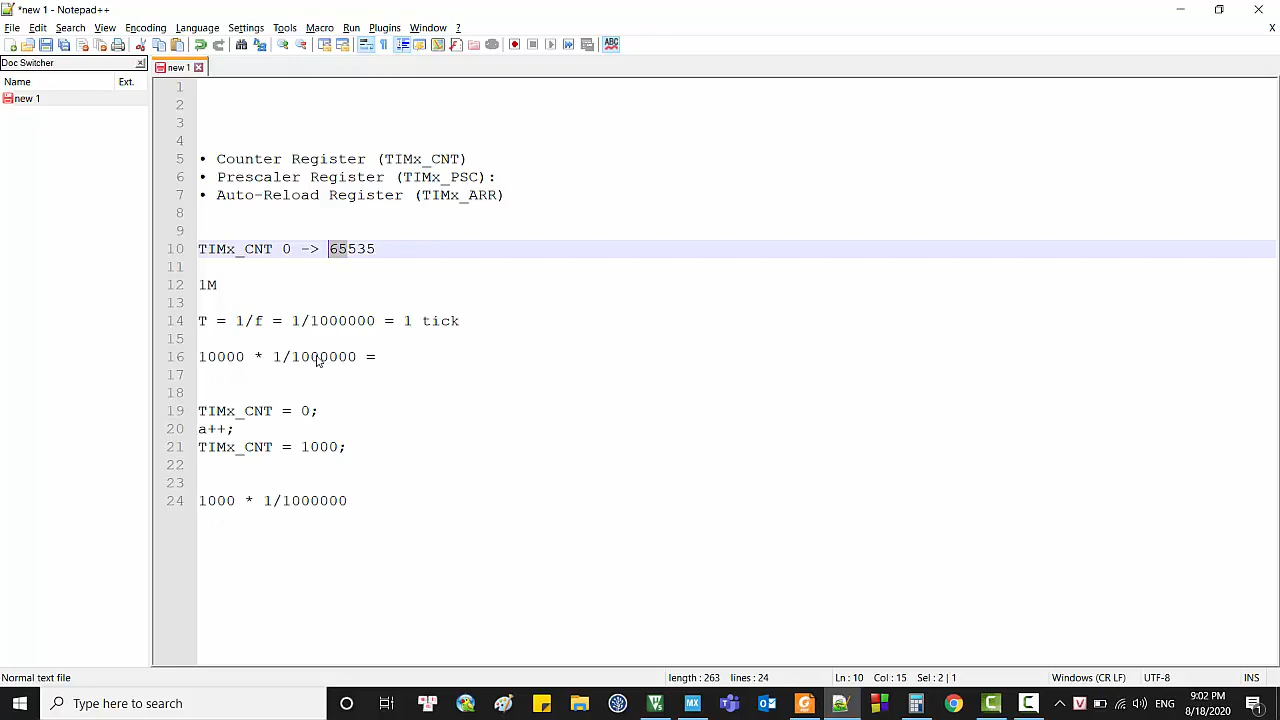 *new 1 - Notepad++
File Edit Search View Encoding Language Settings Tools Macro Run Plugins Window ?
X
Doc Switcher
new 1
Name Ext.
new 1
1
2
3
4
5 • Counter Register (TIMx_CNT)
6 • Prescaler Register (TIMx_PSC):
7 • Auto-Reload Register (TIMx_ARR)
8
9
10 TIMx_CNT 0 -> 65535
11
12 1M
13
14 T = 1/f = 1/1000000 = 1 tick
15
16 10000 * 1/1000000 =
17
18
19 TIMx_CNT = 0;
20 a++;
21 TIMx_CNT = 1000;
22
23
24 1000 * 1/1000000
Normal text file length : 263 lines : 24 Ln : 10 Col : 15 Sel : 2 | 1 Windows (CR LF) UTF-8 INS
Type here to search
ENG
9:02 PM
8/18/2020